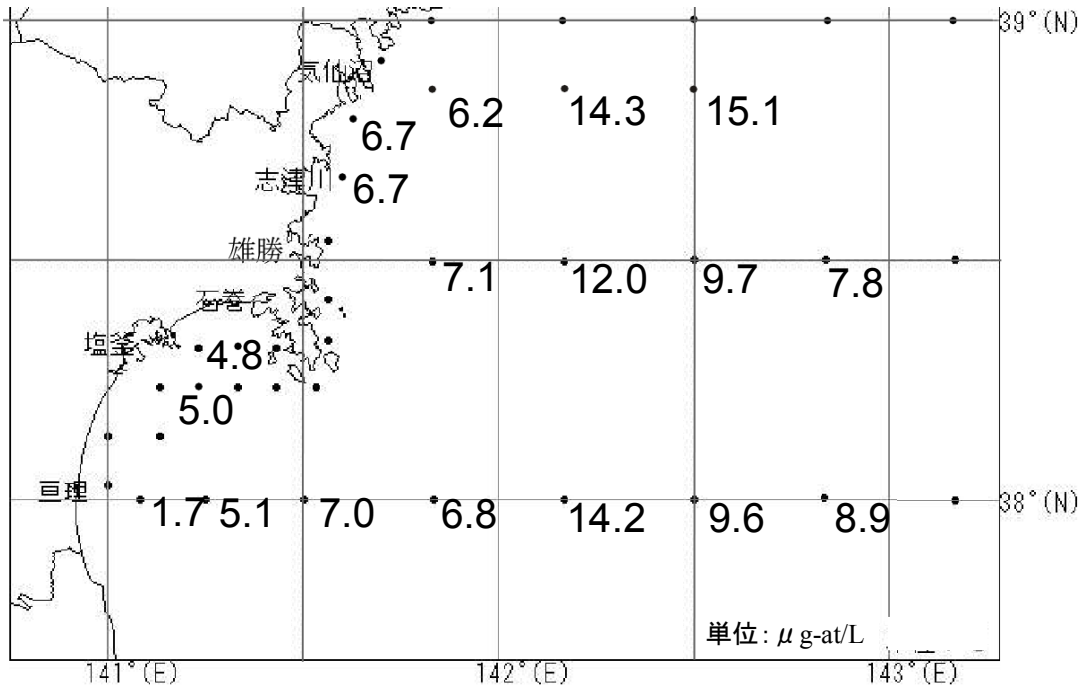 39°(N)
気仙沼
6.2 14.3 15.1
6.7
志津川 6.7
雄勝
7.1 12.0 9.7 7.8
石巻
塩釜 4.8
5.0
亘理
1.7 5.1 7.0 6.8 14.2 9.6 8.9
38°(N)
単位: μg-at/L
141°(E) 142°(E) 143°(E)